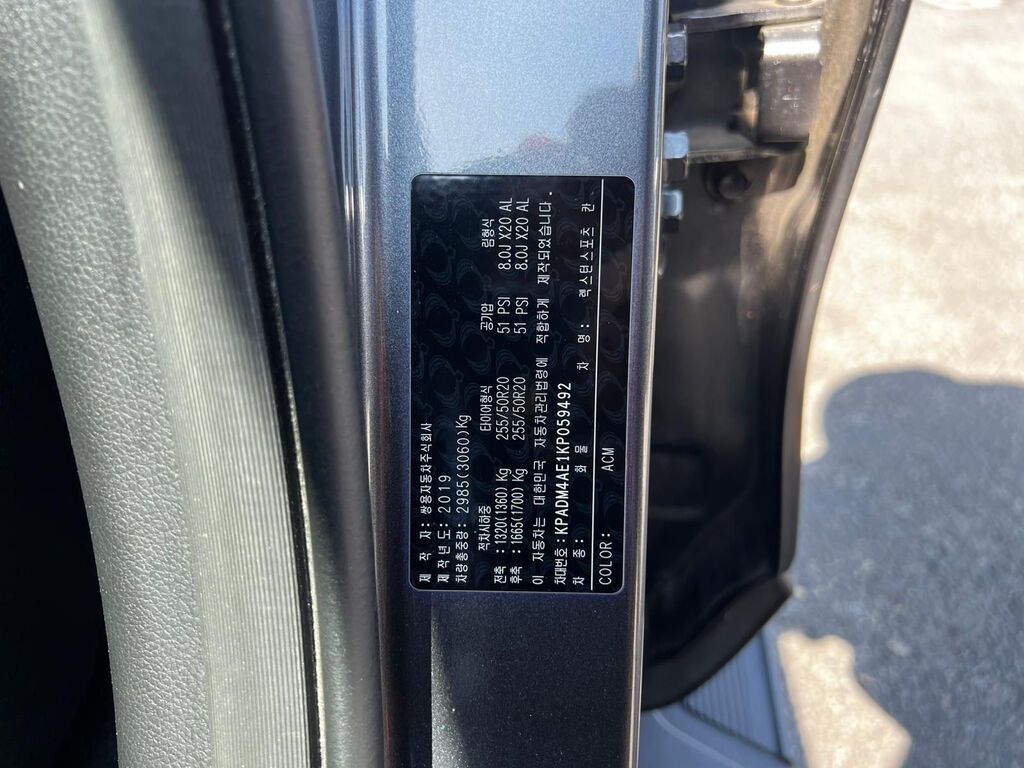 제 작 자 : 쌍용자동차주식회사
제작년도 : 2019
차량총중량 : 2985(3060)Kg
적차시하중 타이어형식 공기압 림형식
전축 : 1320(1360) Kg 255/50R20 51 PSI 8.0J X20 AL
후축 : 1665(1700) Kg 255/50R20 51 PSI 8.0J X20 AL
이 자동차는 대한민국 자동차관리법령에 적합하게 제작되었습니다.
차대번호: KPADM4AE1KP059492
차 종 : 화 물 차 명 : 렉스턴스포츠 칸
COLOR : ACM